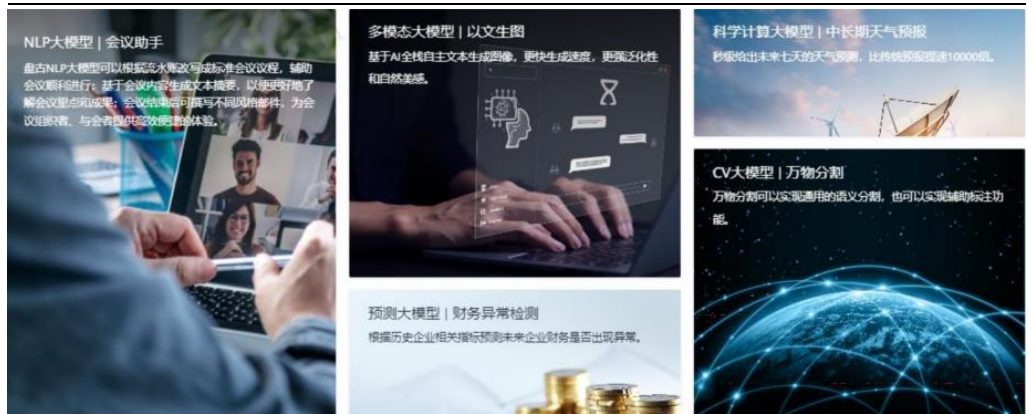 NLP大模型 | 会议助手
盘古NLP大模型可以根据流水账改写成标准会议议程，辅助
会议顺利进行；基于会议内容生成文本摘要，以便更好地了
解会议重点和成果；会议结束后可撰写不同风格邮件，为会
议组织者、与会者提供高效便捷的体验。
多模态大模型 | 以文生图
基于AI全栈自主文本生成图像，更快生成速度，更强泛化性
和自然美感。
预测大模型 | 财务异常检测
根据历史企业相关指标预测未来企业财务是否出现异常。
科学计算大模型 | 中长期天气预报
秒级给出未来七天的天气预测，比传统预报提速10000倍。
CV大模型 | 万物分割
万物分割可以实现通用的语义分割，也可以实现辅助标注功
能。